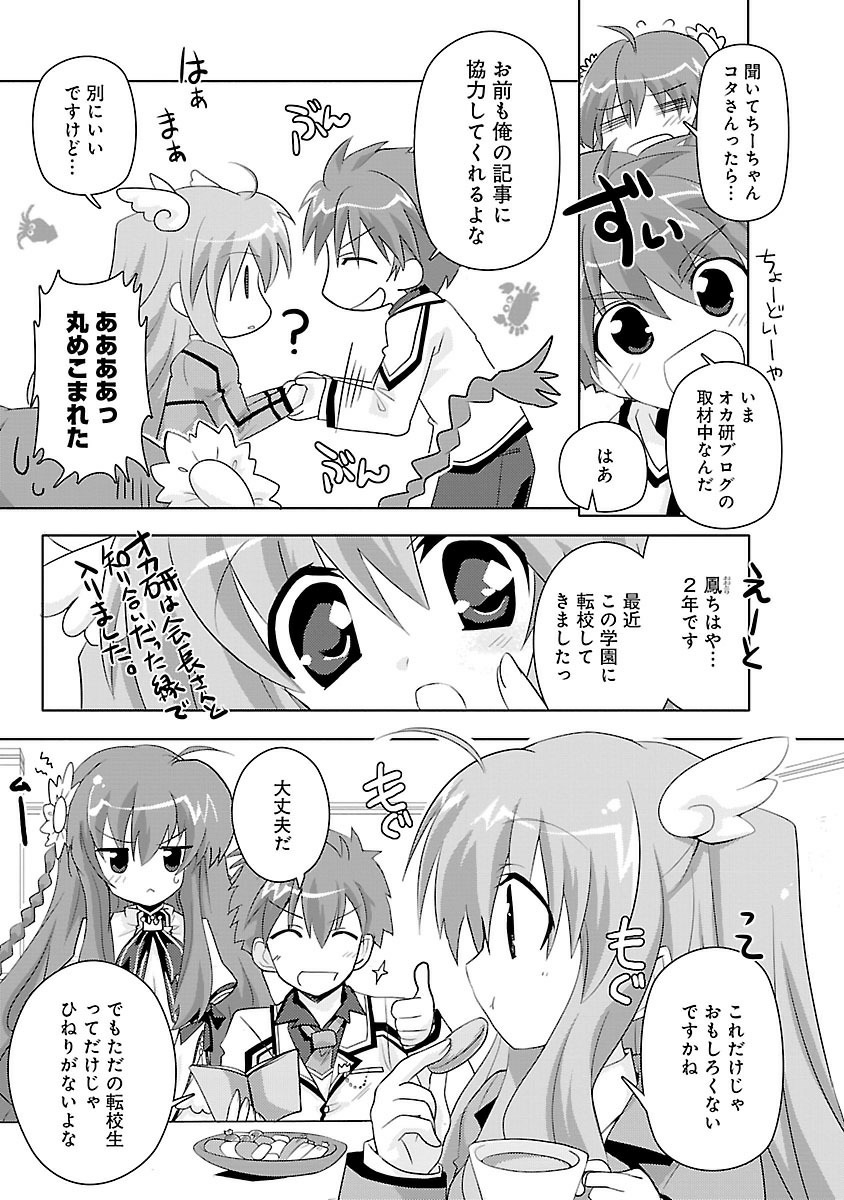 聞いてちーちゃん
コタさんったら…
ずいっ
ちょーどいーや
いま
オカ研ブログの
取材中なんだ
はあ
お前も俺の記事に
協力してくれるよな
ぶん
ぶん
?
はぁ
まぁ
別にいい
ですけど…
ああああっ
丸めこまれた
えーと
鳳ちはや…
おおとり
2年です
最近
この学園に
転校して
きましたっ
オカ研は会長さんと
知り合いだった縁で
入りました。
これだけじゃ
おもしろくない
ですかね
もぐ
もぐ
大丈夫だ
でもただの転校生
ってだけじゃ
ひねりがないよな
むー